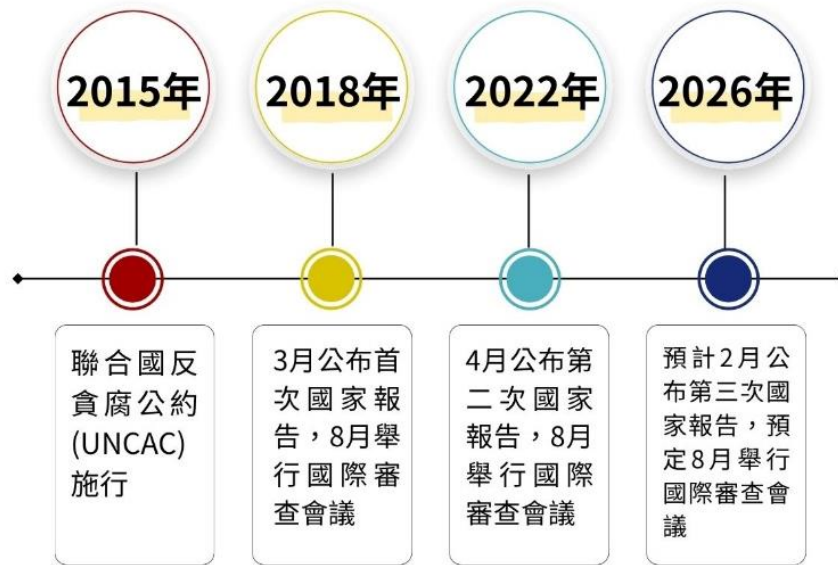 2015年
2018年
2022年
2026年
聯合國反
貪腐公約
(UNCAC)
施行
3月公布首
次國家報
告，8月舉
行國際審
查會議
4月公布第
二次國家
報告，8月
舉行國際
審查會議
預計2月公
布第三次國
家報告，預
定8月舉行
國際審查會
議